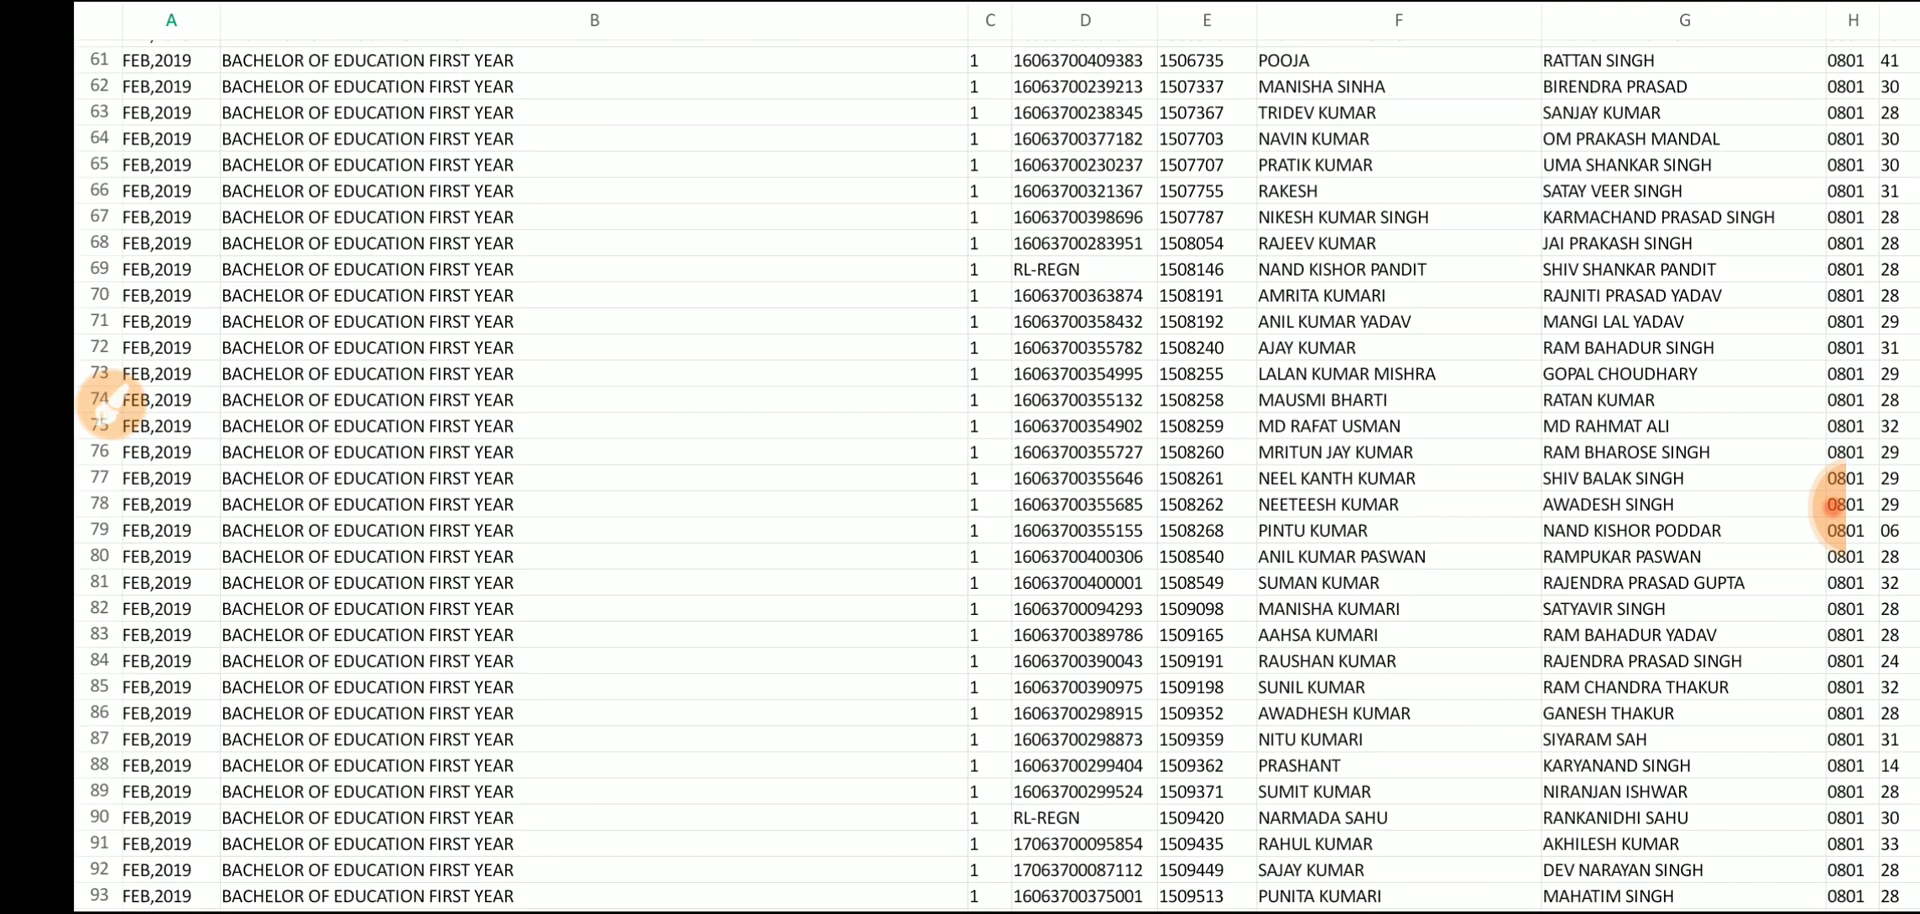 A B C D E F G H
61 FEB,2019 BACHELOR OF EDUCATION FIRST YEAR 1 16063700409383 1506735 POOJA RATTAN SINGH 0801 41
62 FEB,2019 BACHELOR OF EDUCATION FIRST YEAR 1 16063700239213 1507337 MANISHA SINHA BIRENDRA PRASAD 0801 30
63 FEB,2019 BACHELOR OF EDUCATION FIRST YEAR 1 16063700238345 1507367 TRIDEV KUMAR SANJAY KUMAR 0801 28
64 FEB,2019 BACHELOR OF EDUCATION FIRST YEAR 1 16063700377182 1507703 NAVIN KUMAR OM PRAKASH MANDAL 0801 30
65 FEB,2019 BACHELOR OF EDUCATION FIRST YEAR 1 16063700230237 1507707 PRATIK KUMAR UMA SHANKAR SINGH 0801 30
66 FEB,2019 BACHELOR OF EDUCATION FIRST YEAR 1 16063700321367 1507755 RAKESH SATAY VEER SINGH 0801 31
67 FEB,2019 BACHELOR OF EDUCATION FIRST YEAR 1 16063700398696 1507787 NIKESH KUMAR SINGH KARMACHAND PRASAD SINGH 0801 28
68 FEB,2019 BACHELOR OF EDUCATION FIRST YEAR 1 16063700283951 1508054 RAJEEV KUMAR JAI PRAKASH SINGH 0801 28
69 FEB,2019 BACHELOR OF EDUCATION FIRST YEAR 1 RL-REGN 1508146 NAND KISHOR PANDIT SHIV SHANKAR PANDIT 0801 28
70 FEB,2019 BACHELOR OF EDUCATION FIRST YEAR 1 16063700363874 1508191 AMRITA KUMARI RAJNITI PRASAD YADAV 0801 28
71 FEB,2019 BACHELOR OF EDUCATION FIRST YEAR 1 16063700358432 1508192 ANIL KUMAR YADAV MANGI LAL YADAV 0801 29
72 FEB,2019 BACHELOR OF EDUCATION FIRST YEAR 1 16063700355782 1508240 AJAY KUMAR RAM BAHADUR SINGH 0801 31
73 FEB,2019 BACHELOR OF EDUCATION FIRST YEAR 1 16063700354995 1508255 LALAN KUMAR MISHRA GOPAL CHOUDHARY 0801 29
74 FEB,2019 BACHELOR OF EDUCATION FIRST YEAR 1 16063700355132 1508258 MAUSMI BHARTI RATAN KUMAR 0801 28
75 FEB,2019 BACHELOR OF EDUCATION FIRST YEAR 1 16063700354902 1508259 MD RAFAT USMAN MD RAHMAT ALI 0801 32
76 FEB,2019 BACHELOR OF EDUCATION FIRST YEAR 1 16063700355727 1508260 MRITUN JAY KUMAR RAM BHAROSE SINGH 0801 29
77 FEB,2019 BACHELOR OF EDUCATION FIRST YEAR 1 16063700355646 1508261 NEEL KANTH KUMAR SHIV BALAK SINGH 0801 29
78 FEB,2019 BACHELOR OF EDUCATION FIRST YEAR 1 16063700355685 1508262 NEETEESH KUMAR AWADESH SINGH 0801 29
79 FEB,2019 BACHELOR OF EDUCATION FIRST YEAR 1 16063700355155 1508268 PINTU KUMAR NAND KISHOR PODDAR 0801 06
80 FEB,2019 BACHELOR OF EDUCATION FIRST YEAR 1 16063700400306 1508540 ANIL KUMAR PASWAN RAMPUKAR PASWAN 0801 28
81 FEB,2019 BACHELOR OF EDUCATION FIRST YEAR 1 16063700400001 1508549 SUMAN KUMAR RAJENDRA PRASAD GUPTA 0801 32
82 FEB,2019 BACHELOR OF EDUCATION FIRST YEAR 1 16063700094293 1509098 MANISHA KUMARI SATYAVIR SINGH 0801 28
83 FEB,2019 BACHELOR OF EDUCATION FIRST YEAR 1 16063700389786 1509165 AAHSA KUMARI RAM BAHADUR YADAV 0801 28
84 FEB,2019 BACHELOR OF EDUCATION FIRST YEAR 1 16063700390043 1509191 RAUSHAN KUMAR RAJENDRA PRASAD SINGH 0801 24
85 FEB,2019 BACHELOR OF EDUCATION FIRST YEAR 1 16063700390975 1509198 SUNIL KUMAR RAM CHANDRA THAKUR 0801 32
86 FEB,2019 BACHELOR OF EDUCATION FIRST YEAR 1 16063700298915 1509352 AWADHESH KUMAR GANESH THAKUR 0801 28
87 FEB,2019 BACHELOR OF EDUCATION FIRST YEAR 1 16063700298873 1509359 NITU KUMARI SIYARAM SAH 0801 31
88 FEB,2019 BACHELOR OF EDUCATION FIRST YEAR 1 16063700299404 1509362 PRASHANT KARYANAND SINGH 0801 14
89 FEB,2019 BACHELOR OF EDUCATION FIRST YEAR 1 16063700299524 1509371 SUMIT KUMAR NIRANJAN ISHWAR 0801 28
90 FEB,2019 BACHELOR OF EDUCATION FIRST YEAR 1 RL-REGN 1509420 NARMADA SAHU RANKANIDHI SAHU 0801 30
91 FEB,2019 BACHELOR OF EDUCATION FIRST YEAR 1 17063700095854 1509435 RAHUL KUMAR AKHILESH KUMAR 0801 33
92 FEB,2019 BACHELOR OF EDUCATION FIRST YEAR 1 17063700087112 1509449 SAJAY KUMAR DEV NARAYAN SINGH 0801 28
93 FEB,2019 BACHELOR OF EDUCATION FIRST YEAR 1 16063700375001 1509513 PUNITA KUMARI MAHATIM SINGH 0801 28